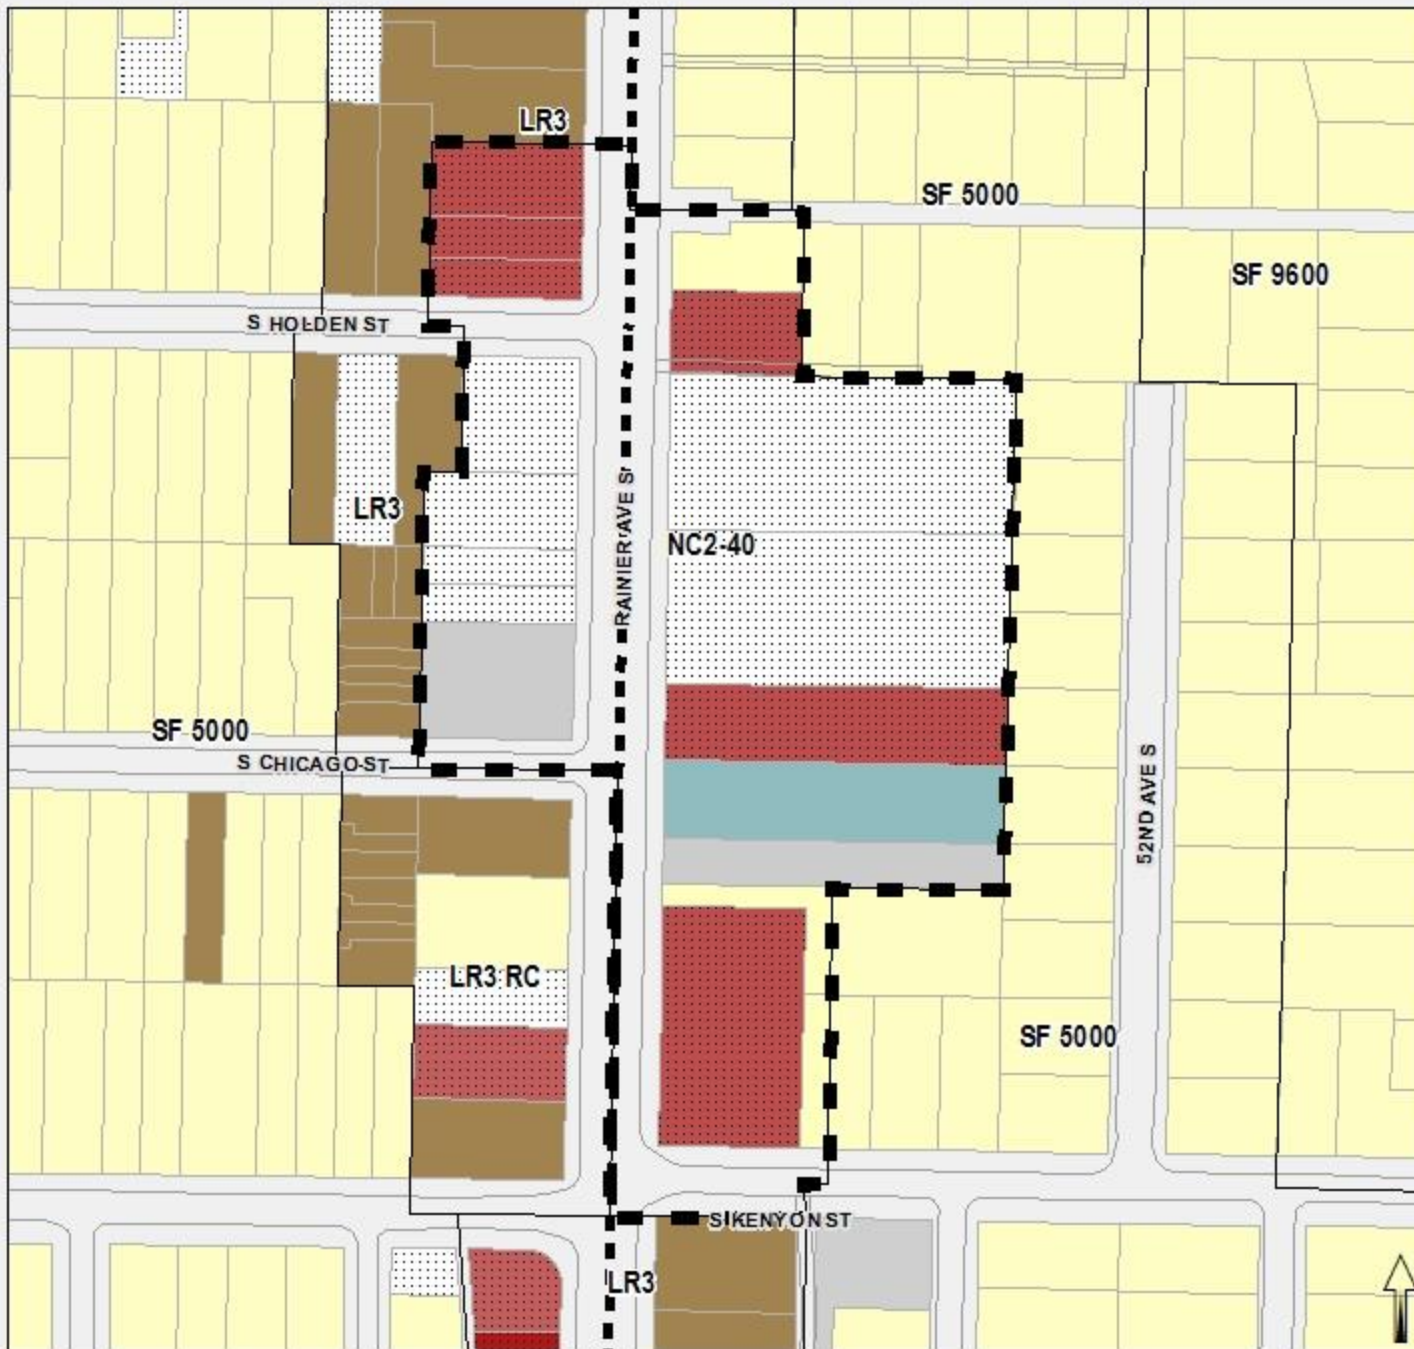 LR3
SF 5000
SF 9600
S HOLDEN ST
LR3
RAINIER AVE S
NC2-40
SF 5000
S CHICAGO ST
52ND AVE S
LR3 RC
SF 5000
S KENYON ST
LR3